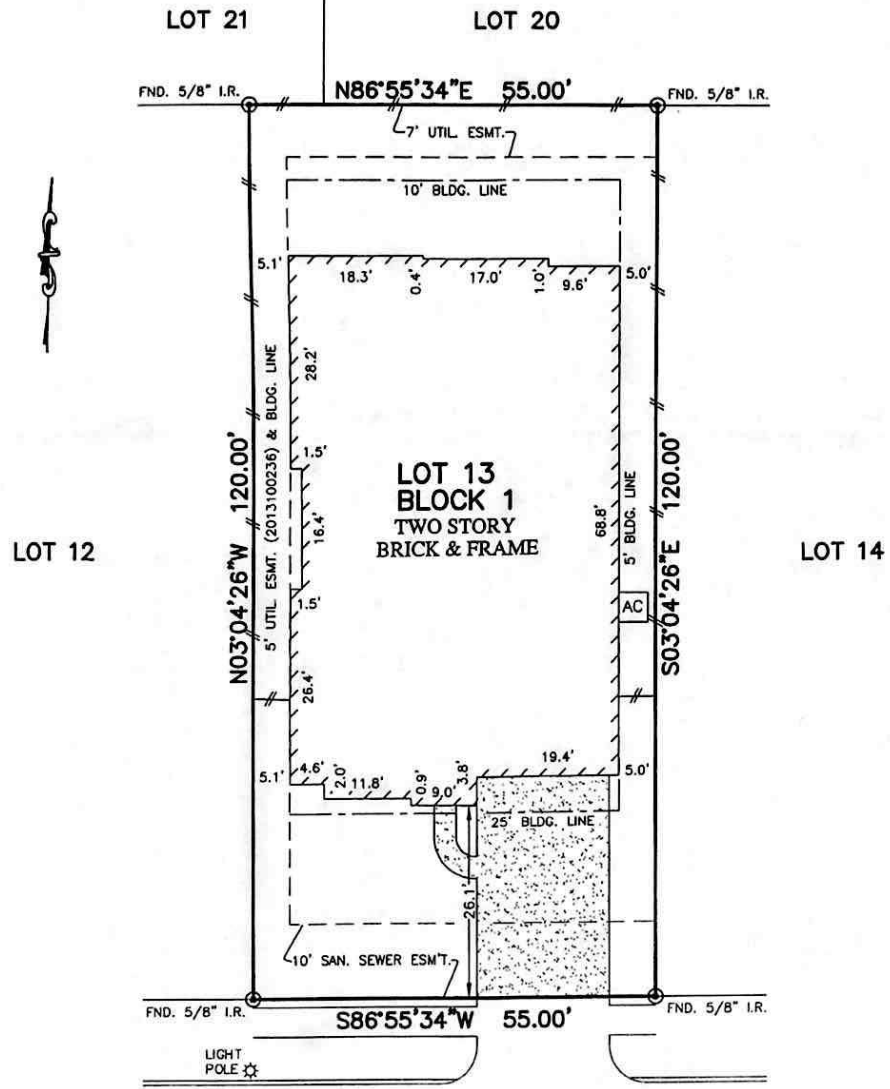 LOT 21
LOT 20
FND. 5/8" I.R.
N86°55'34"E 55.00'
FND. 5/8" I.R.
7' UTIL. ESMT.
10' BLDG. LINE
5.1'
18.3'
0.4'
17.0'
1.0'
9.6'
5.0'
28.2'
1.5'
16.4'
1.5'
26.4'
5' UTIL ESMT. (2013100236) & BLDG. LINE
N03°04'26"W 120.00'
LOT 12
LOT 13
BLOCK 1
TWO STORY
BRICK & FRAME
68.8'
5' BLDG. LINE
AC
S03°04'26"E 120.00'
LOT 14
5.1'
4.6'
2.0'
11.8'
0.9'
9.0'
3.8'
19.4'
5.0'
25' BLDG. LINE
26.1'
10' SAN. SEWER ESM'T.
FND. 5/8" I.R.
S86°55'34"W 55.00'
FND. 5/8" I.R.
LIGHT
POLE